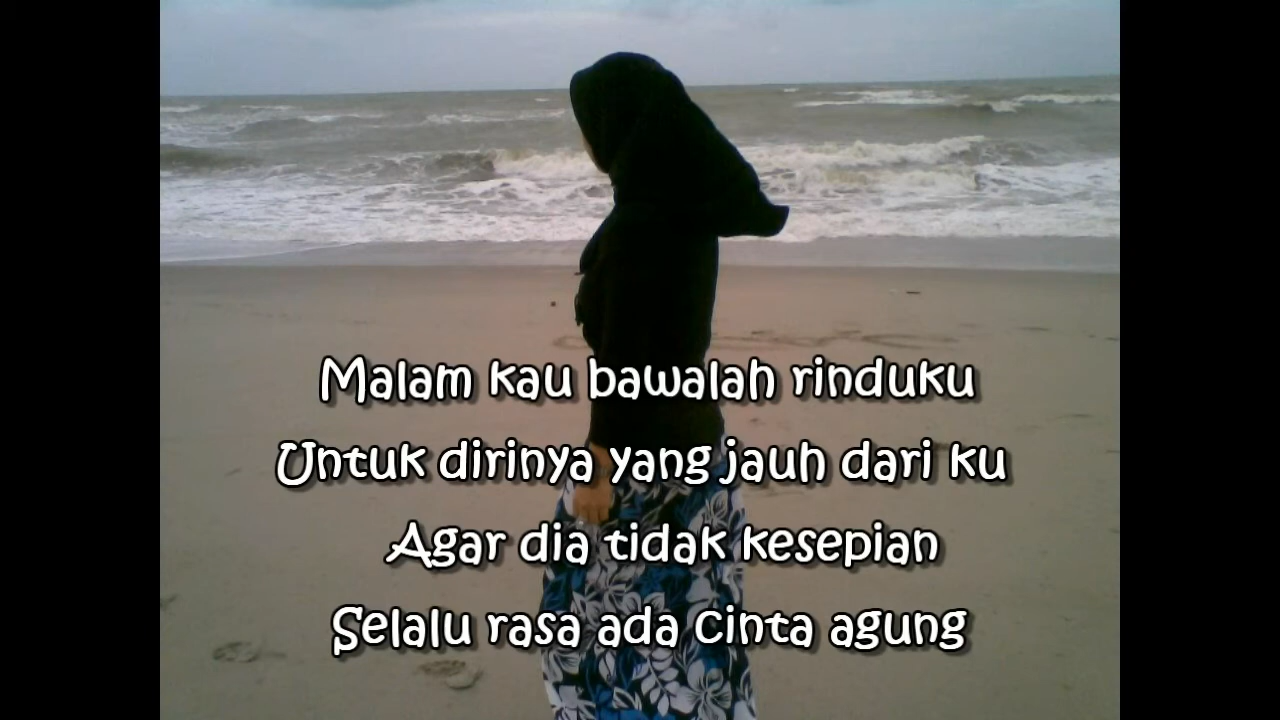 Malam kau bawalah rinduku
Untuk dirinya yang jauh dari ku
Agar dia tidak kesepian
Selalu rasa ada cinta agung